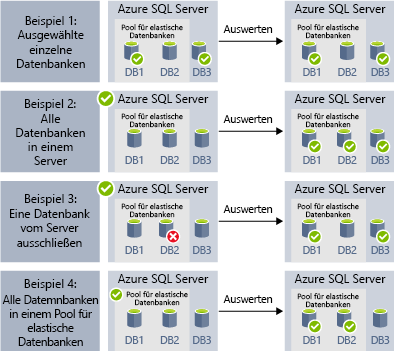 Beispiel 1:
Ausgewählte
einzelne
Datenbanken
Azure SQL Server
Pool für elastische
Datenbanken
DB1 DB2 DB3
Auswerten
Azure SQL Server
Pool für elastische
Datenbanken
DB1 DB2 DB3
Beispiel 2:
Alle
Datenbanken
in einem
Server
Azure SQL Server
Pool für elastische
Datenbanken
DB1 DB2 DB3
Auswerten
Azure SQL Server
Pool für elastische
Datenbanken
DB1 DB2 DB3
Beispiel 3:
Eine Datenbank
vom Server
ausschließen
Azure SQL Server
Pool für elastische
Datenbanken
DB1 DB2 DB3
Auswerten
Azure SQL Server
Pool für elastische
Datenbanken
DB1 DB2 DB3
Beispiel 4:
Alle Datemnbanken
in einem Pool für
elastische
Datenbanken
Azure SQL Server
Pool für elastische
Datenbanken
DB1 DB2 DB3
Auswerten
Azure SQL Server
Pool für elastische
Datenbanken
DB1 DB2 DB3